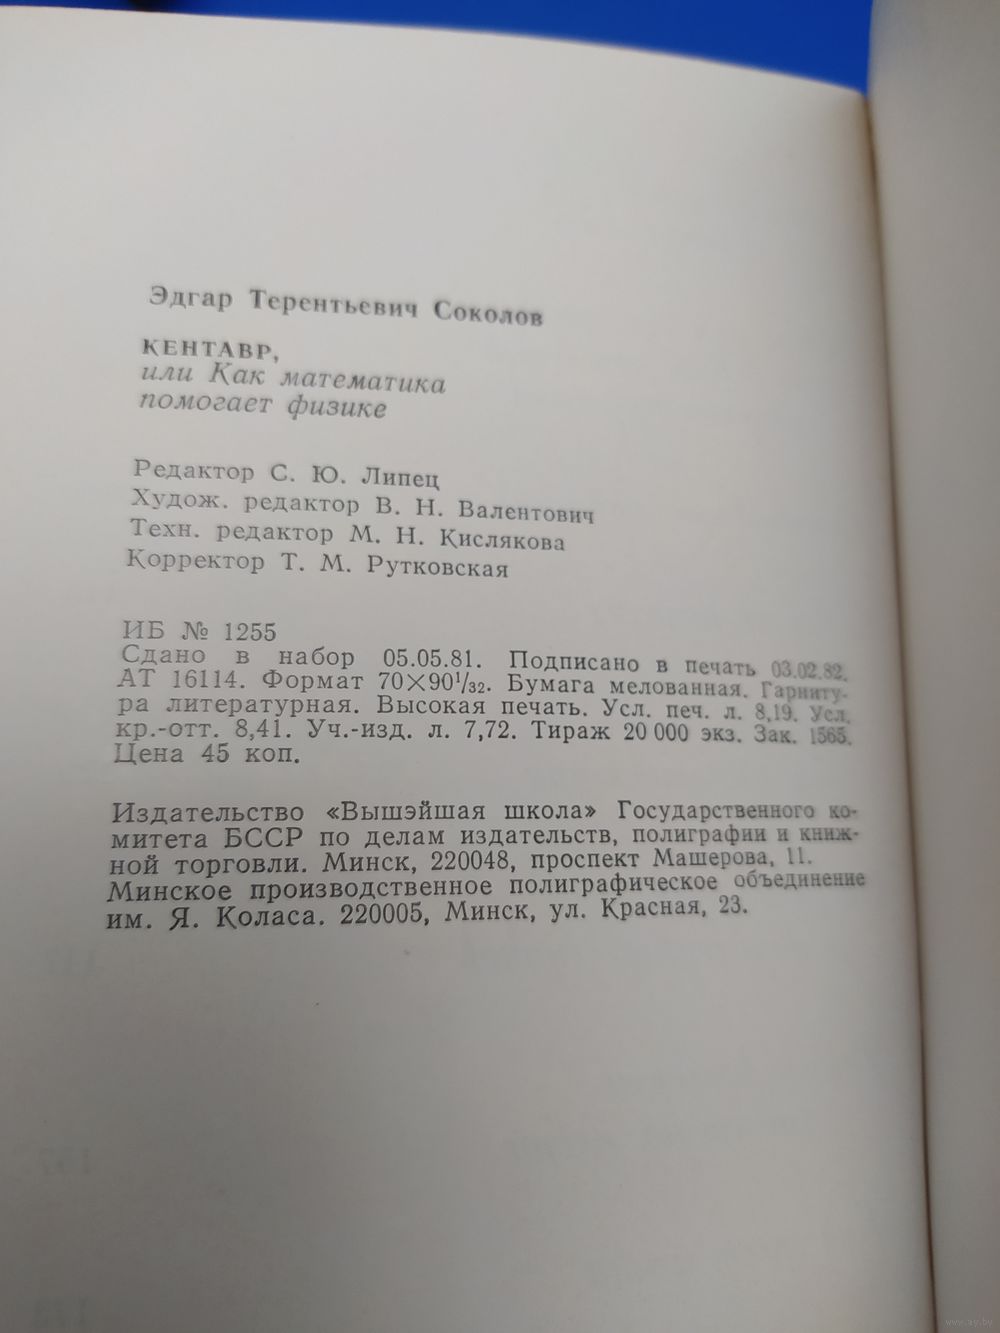 Эдгар Терентьевич Соколов
КЕНТАВР,
или Как математика
помогает физике
Редактор С. Ю. Липец
Худож. редактор В. Н. Валентович
Техн. редактор М. Н. Кислякова
Корректор Т. М. Рутковская
ИБ № 1255
Сдано в набор 05.05.81. Подписано в печать 03.02.82.
АТ 16114. Формат 70×90¹/₃₂. Бумага мелованная. Гарниту-
ра литературная. Высокая печать. Усл. печ. л. 8,19. Усл.
кр.-отт. 8,41. Уч.-изд. л. 7,72. Тираж 20 000 экз. Зак. 1565.
Цена 45 коп.
Издательство «Вышэйшая школа» Государственного ко-
митета БССР по делам издательств, полиграфии и книж-
ной торговли. Минск, 220048, проспект Машерова, 11.
Минское производственное полиграфическое объединение
им. Я. Коласа. 220005, Минск, ул. Красная, 23.
www.ay.by